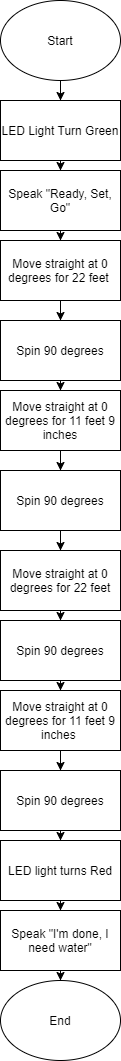 Start
LED Light Turn Green
Speak "Ready, Set,
Go"
Move straight at 0
degrees for 22 feet
Spin 90 degrees
Move straight at 0
degrees for 11 feet 9
inches
Spin 90 degrees
Move straight at 0
degrees for 22 feet
Spin 90 degrees
Move straight at 0
degrees for 11 feet 9
inches
Spin 90 degrees
LED light turns Red
Speak "I'm done, I
need water"
End